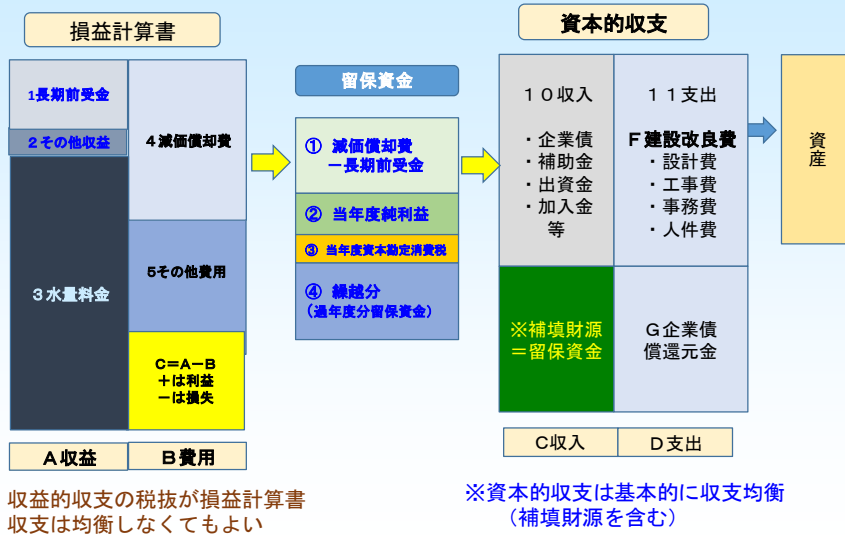 損益計算書
1長期前受金
2その他収益
3水量料金
4減価償却費
5その他費用
C=A－B
＋は利益
－は損失
A収益
B費用
収益的収支の税抜が損益計算書
収支は均衡しなくてもよい
留保資金
① 減価償却費
－長期前受金
② 当年度純利益
③ 当年度資本勘定消費税
④ 繰越分
（過年度分留保資金）
資本的収支
１０収入
・企業債
・補助金
・出資金
・加入金
等
※補填財源
＝留保資金
１１支出
Ｆ建設改良費
・設計費
・工事費
・事務費
・人件費
Ｇ企業債
償還元金
C収入
D支出
※資本的収支は基本的に収支均衡
（補填財源を含む）
資産